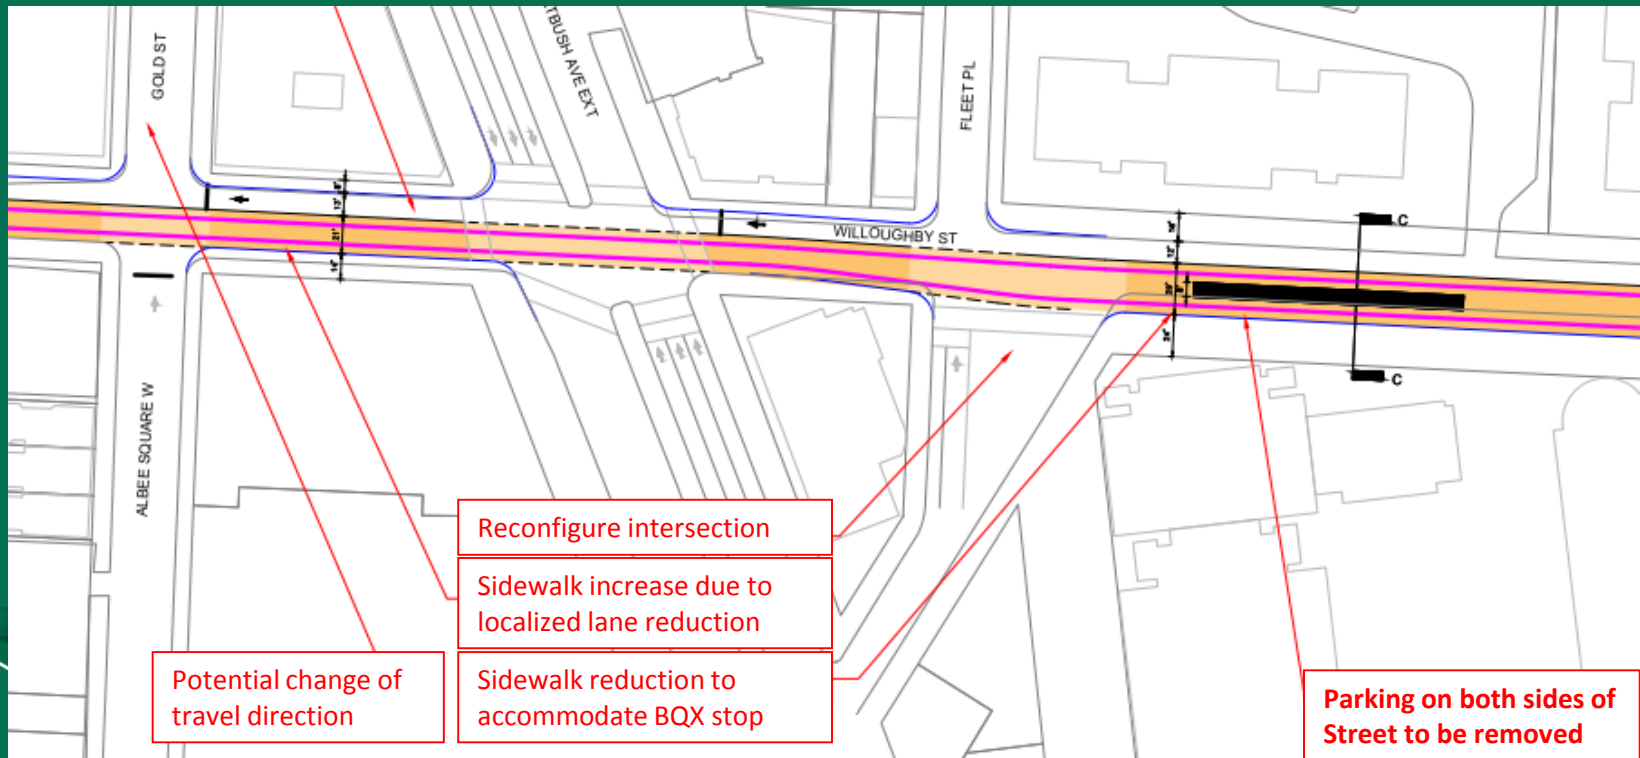 GOLD ST
TBUSH AVE EXT
FLEET PL
C
WILLOUGHBY ST
C
ALBEE SQUARE W
Reconfigure intersection
Sidewalk increase due to
localized lane reduction
Potential change of
travel direction
Sidewalk reduction to
accommodate BQX stop
Parking on both sides of
Street to be removed